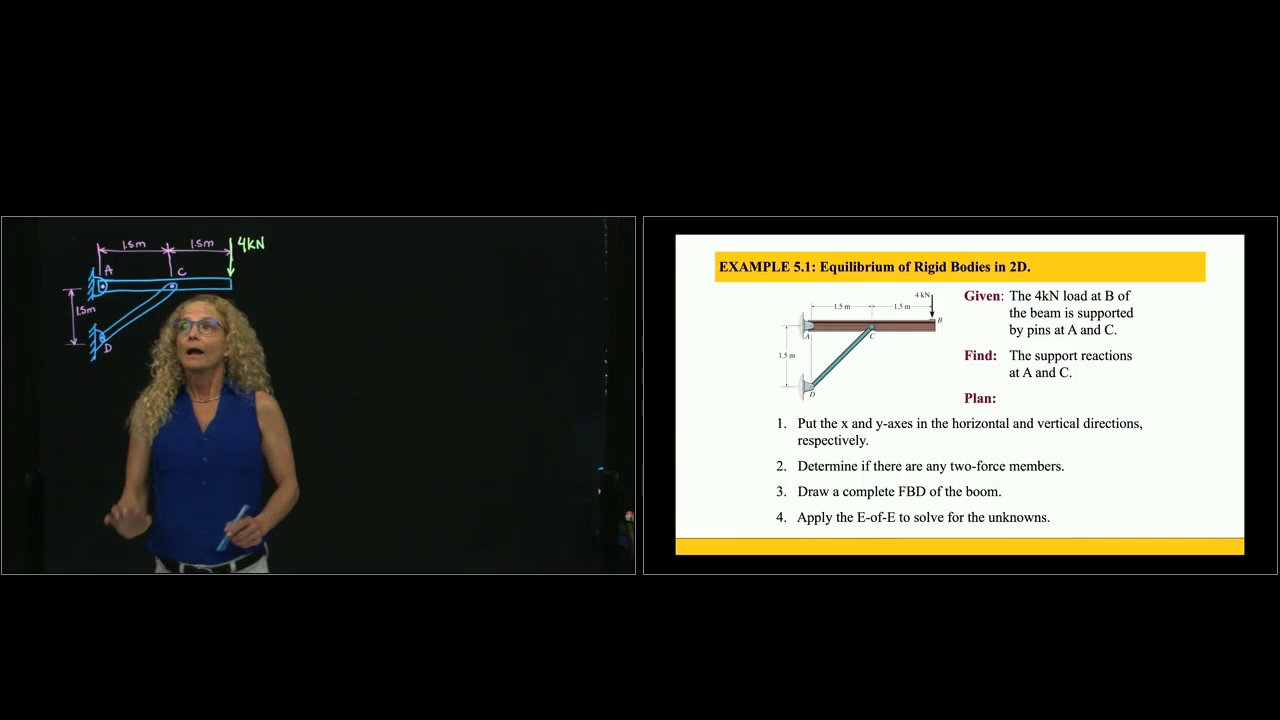 1.5m 1.5m 4KN
A C
1.5m
D
EXAMPLE 5.1: Equilibrium of Rigid Bodies in 2D.
4 kN
1.5 m 1.5 m
B
A C
1.5 m
D
Given: The 4kN load at B of
the beam is supported
by pins at A and C.
Find: The support reactions
at A and C.
Plan:
1. Put the x and y-axes in the horizontal and vertical directions,
respectively.
2. Determine if there are any two-force members.
3. Draw a complete FBD of the boom.
4. Apply the E-of-E to solve for the unknowns.